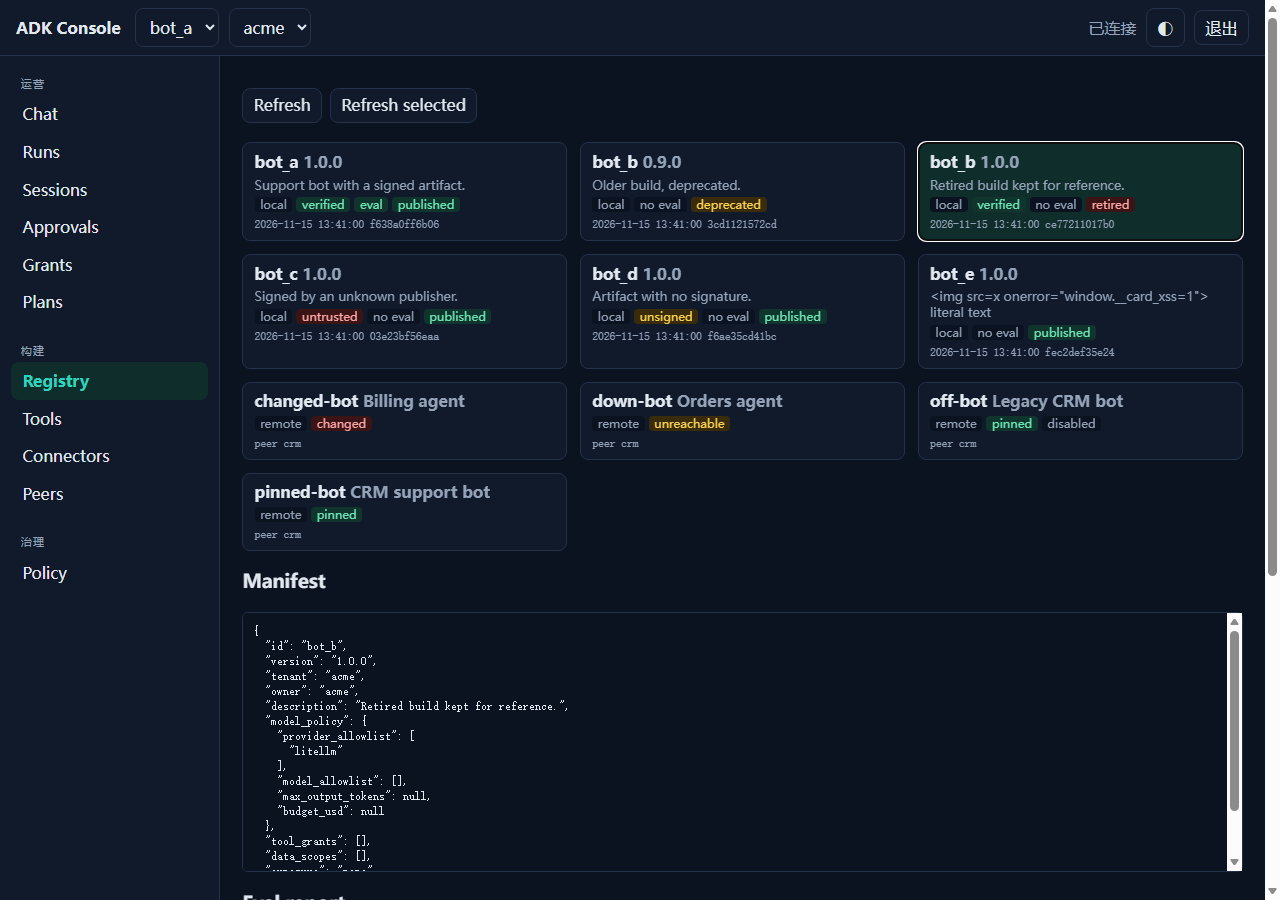 ADK Console bot_a acme 已连接 退出
运营
Chat
Runs
Sessions
Approvals
Grants
Plans
构建
Registry
Tools
Connectors
Peers
治理
Policy
Refresh Refresh selected
bot_a 1.0.0
Support bot with a signed artifact.
local verified eval published
2026-11-15 13:41:00 f638a0ff6b06
bot_b 0.9.0
Older build, deprecated.
local no eval deprecated
2026-11-15 13:41:00 3cd1121572cd
bot_b 1.0.0
Retired build kept for reference.
local verified no eval retired
2026-11-15 13:41:00 ce77211017b0
bot_c 1.0.0
Signed by an unknown publisher.
local untrusted no eval published
2026-11-15 13:41:00 03e23bf56eaa
bot_d 1.0.0
Artifact with no signature.
local unsigned no eval published
2026-11-15 13:41:00 f6ae35cd41bc
bot_e 1.0.0
<img src=x onerror="window.__card_xss=1">
literal text
local no eval published
2026-11-15 13:41:00 fec2def35e24
changed-bot Billing agent
remote changed
peer crm
down-bot Orders agent
remote unreachable
peer crm
off-bot Legacy CRM bot
remote pinned disabled
peer crm
pinned-bot CRM support bot
remote pinned
peer crm
Manifest
{
"id": "bot_b",
"version": "1.0.0",
"tenant": "acme",
"owner": "acme",
"description": "Retired build kept for reference.",
"model_policy": {
"provider_allowlist": [
"litellm"
],
"model_allowlist": [],
"max_output_tokens": null,
"budget_usd": null
},
"tool_grants": [],
"data_scopes": [],
Eval report